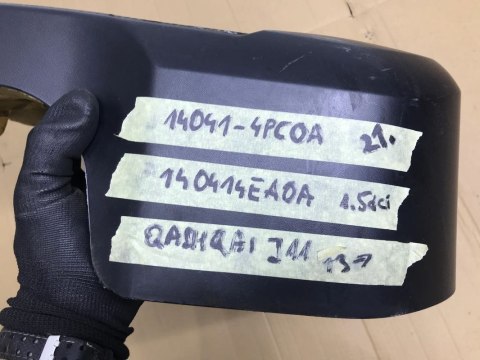 14041-4PC0A 21.
140414EA0A 1.5dci
QASHQAI J11 13→